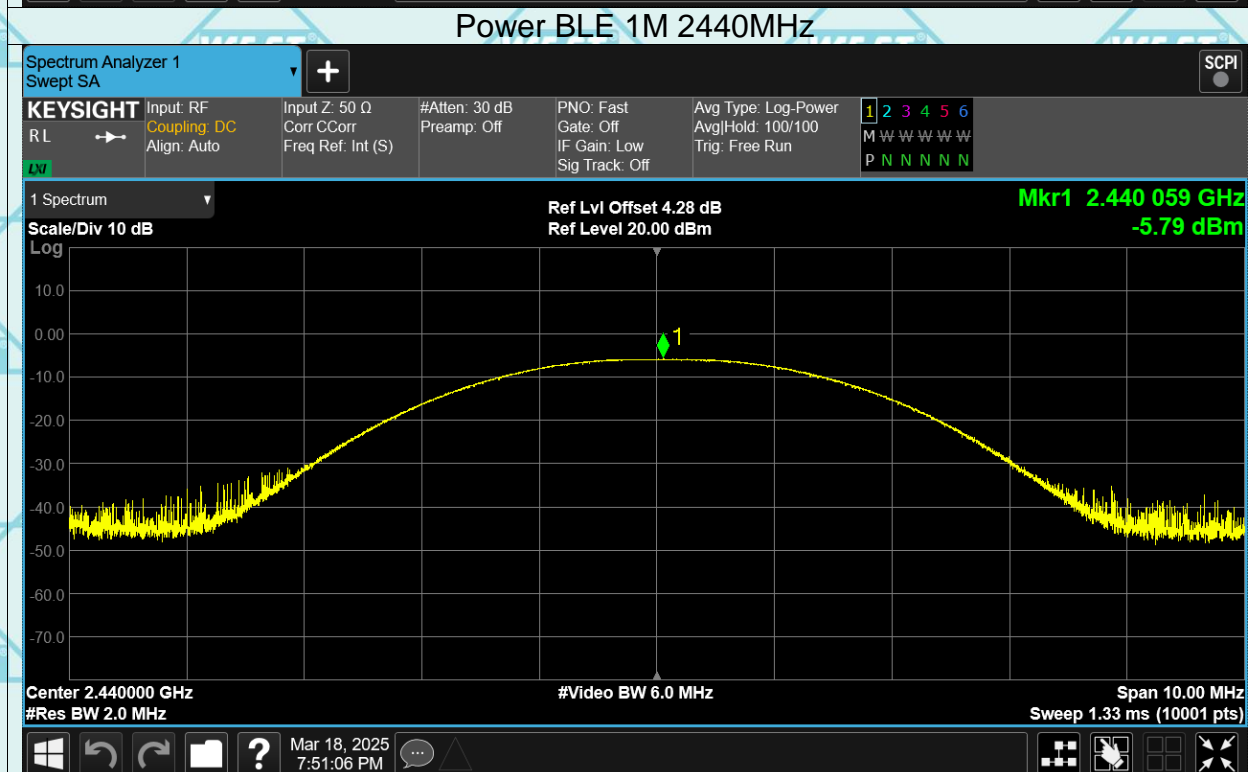 Power BLE 1M 2440MHz
Spectrum Analyzer 1
Swept SA
SCPI
KEYSIGHT
RL
LXI
Input: RF
Coupling: DC
Align: Auto
Input Z: 50 Ω
Corr CCorr
Freq Ref: Int (S)
#Atten: 30 dB
Preamp: Off
PNO: Fast
Gate: Off
IF Gain: Low
Sig Track: Off
Avg Type: Log-Power
Avg|Hold: 100/100
Trig: Free Run
1 2 3 4 5 6
M W W W W W
P N N N N N
1 Spectrum
Scale/Div 10 dB
Ref Lvl Offset 4.28 dB
Ref Level 20.00 dBm
Mkr1 2.440 059 GHz
-5.79 dBm
Log
10.0
0.00
-10.0
-20.0
-30.0
-40.0
-50.0
-60.0
-70.0
1
Center 2.440000 GHz
#Res BW 2.0 MHz
#Video BW 6.0 MHz
Span 10.00 MHz
Sweep 1.33 ms (10001 pts)
?
Mar 18, 2025
7:51:06 PM